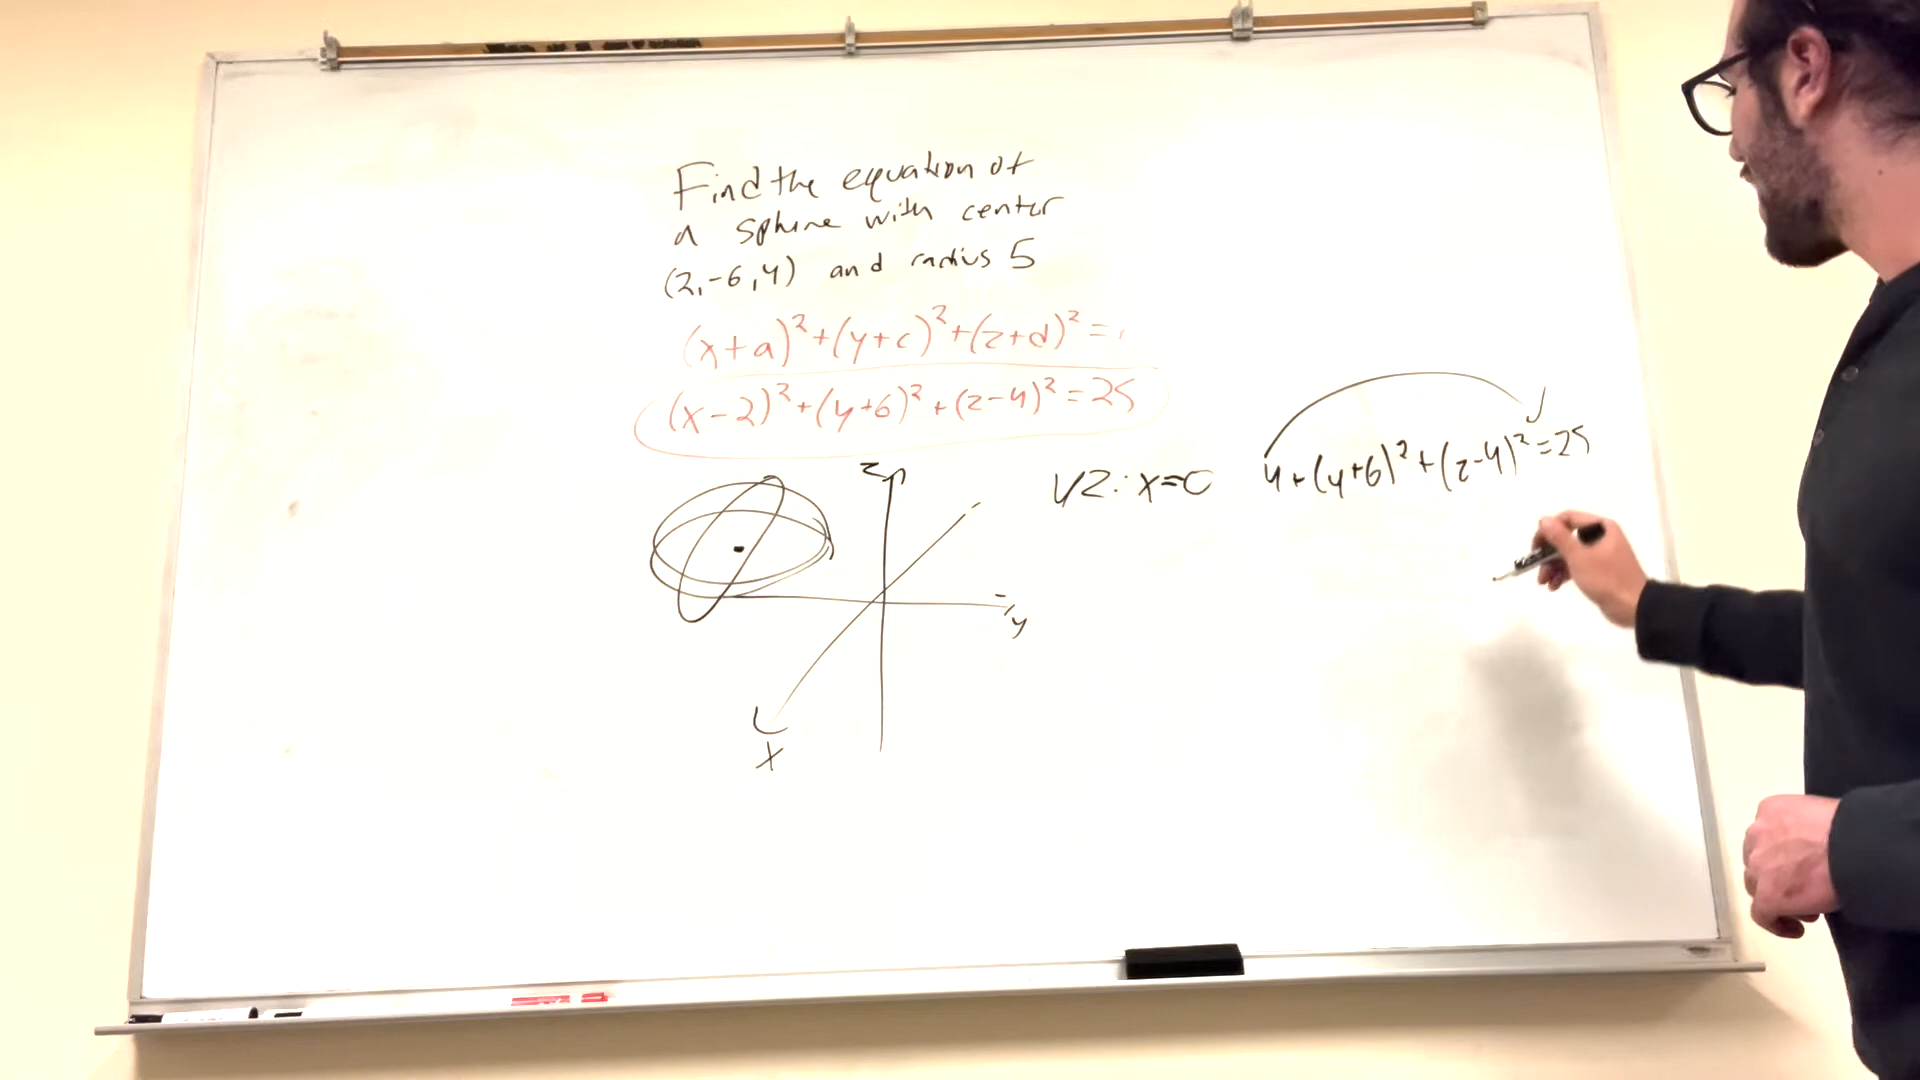 Find the equation of
a sphere with center
(2,-6,4) and radius 5
(x+a)²+(y+c)²+(z+d)²=
(x-2)²+(y+6)²+(z-4)²=25
z
yz: x=0 4+(y+6)²+(z-4)²=25
y
x